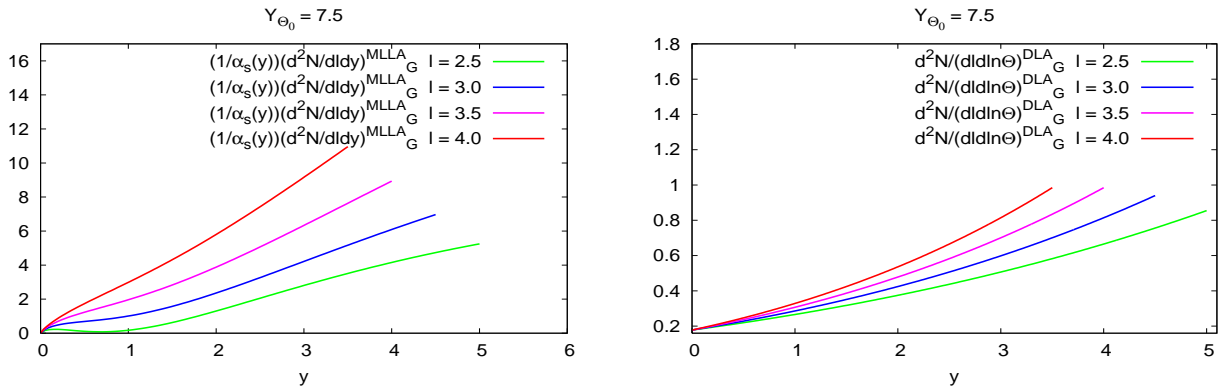 Y_Θ₀ = 7.5
16
14
12
10
8
6
4
2
0
(1/α_s(y))(d²N/dldy)^MLLA_G l = 2.5
(1/α_s(y))(d²N/dldy)^MLLA_G l = 3.0
(1/α_s(y))(d²N/dldy)^MLLA_G l = 3.5
(1/α_s(y))(d²N/dldy)^MLLA_G l = 4.0
0 1 2 3 4 5 6
y
Y_Θ₀ = 7.5
1.8
1.6
1.4
1.2
1
0.8
0.6
0.4
0.2
d²N/(dldlnΘ)^DLA_G l = 2.5
d²N/(dldlnΘ)^DLA_G l = 3.0
d²N/(dldlnΘ)^DLA_G l = 3.5
d²N/(dldlnΘ)^DLA_G l = 4.0
0 1 2 3 4 5
y